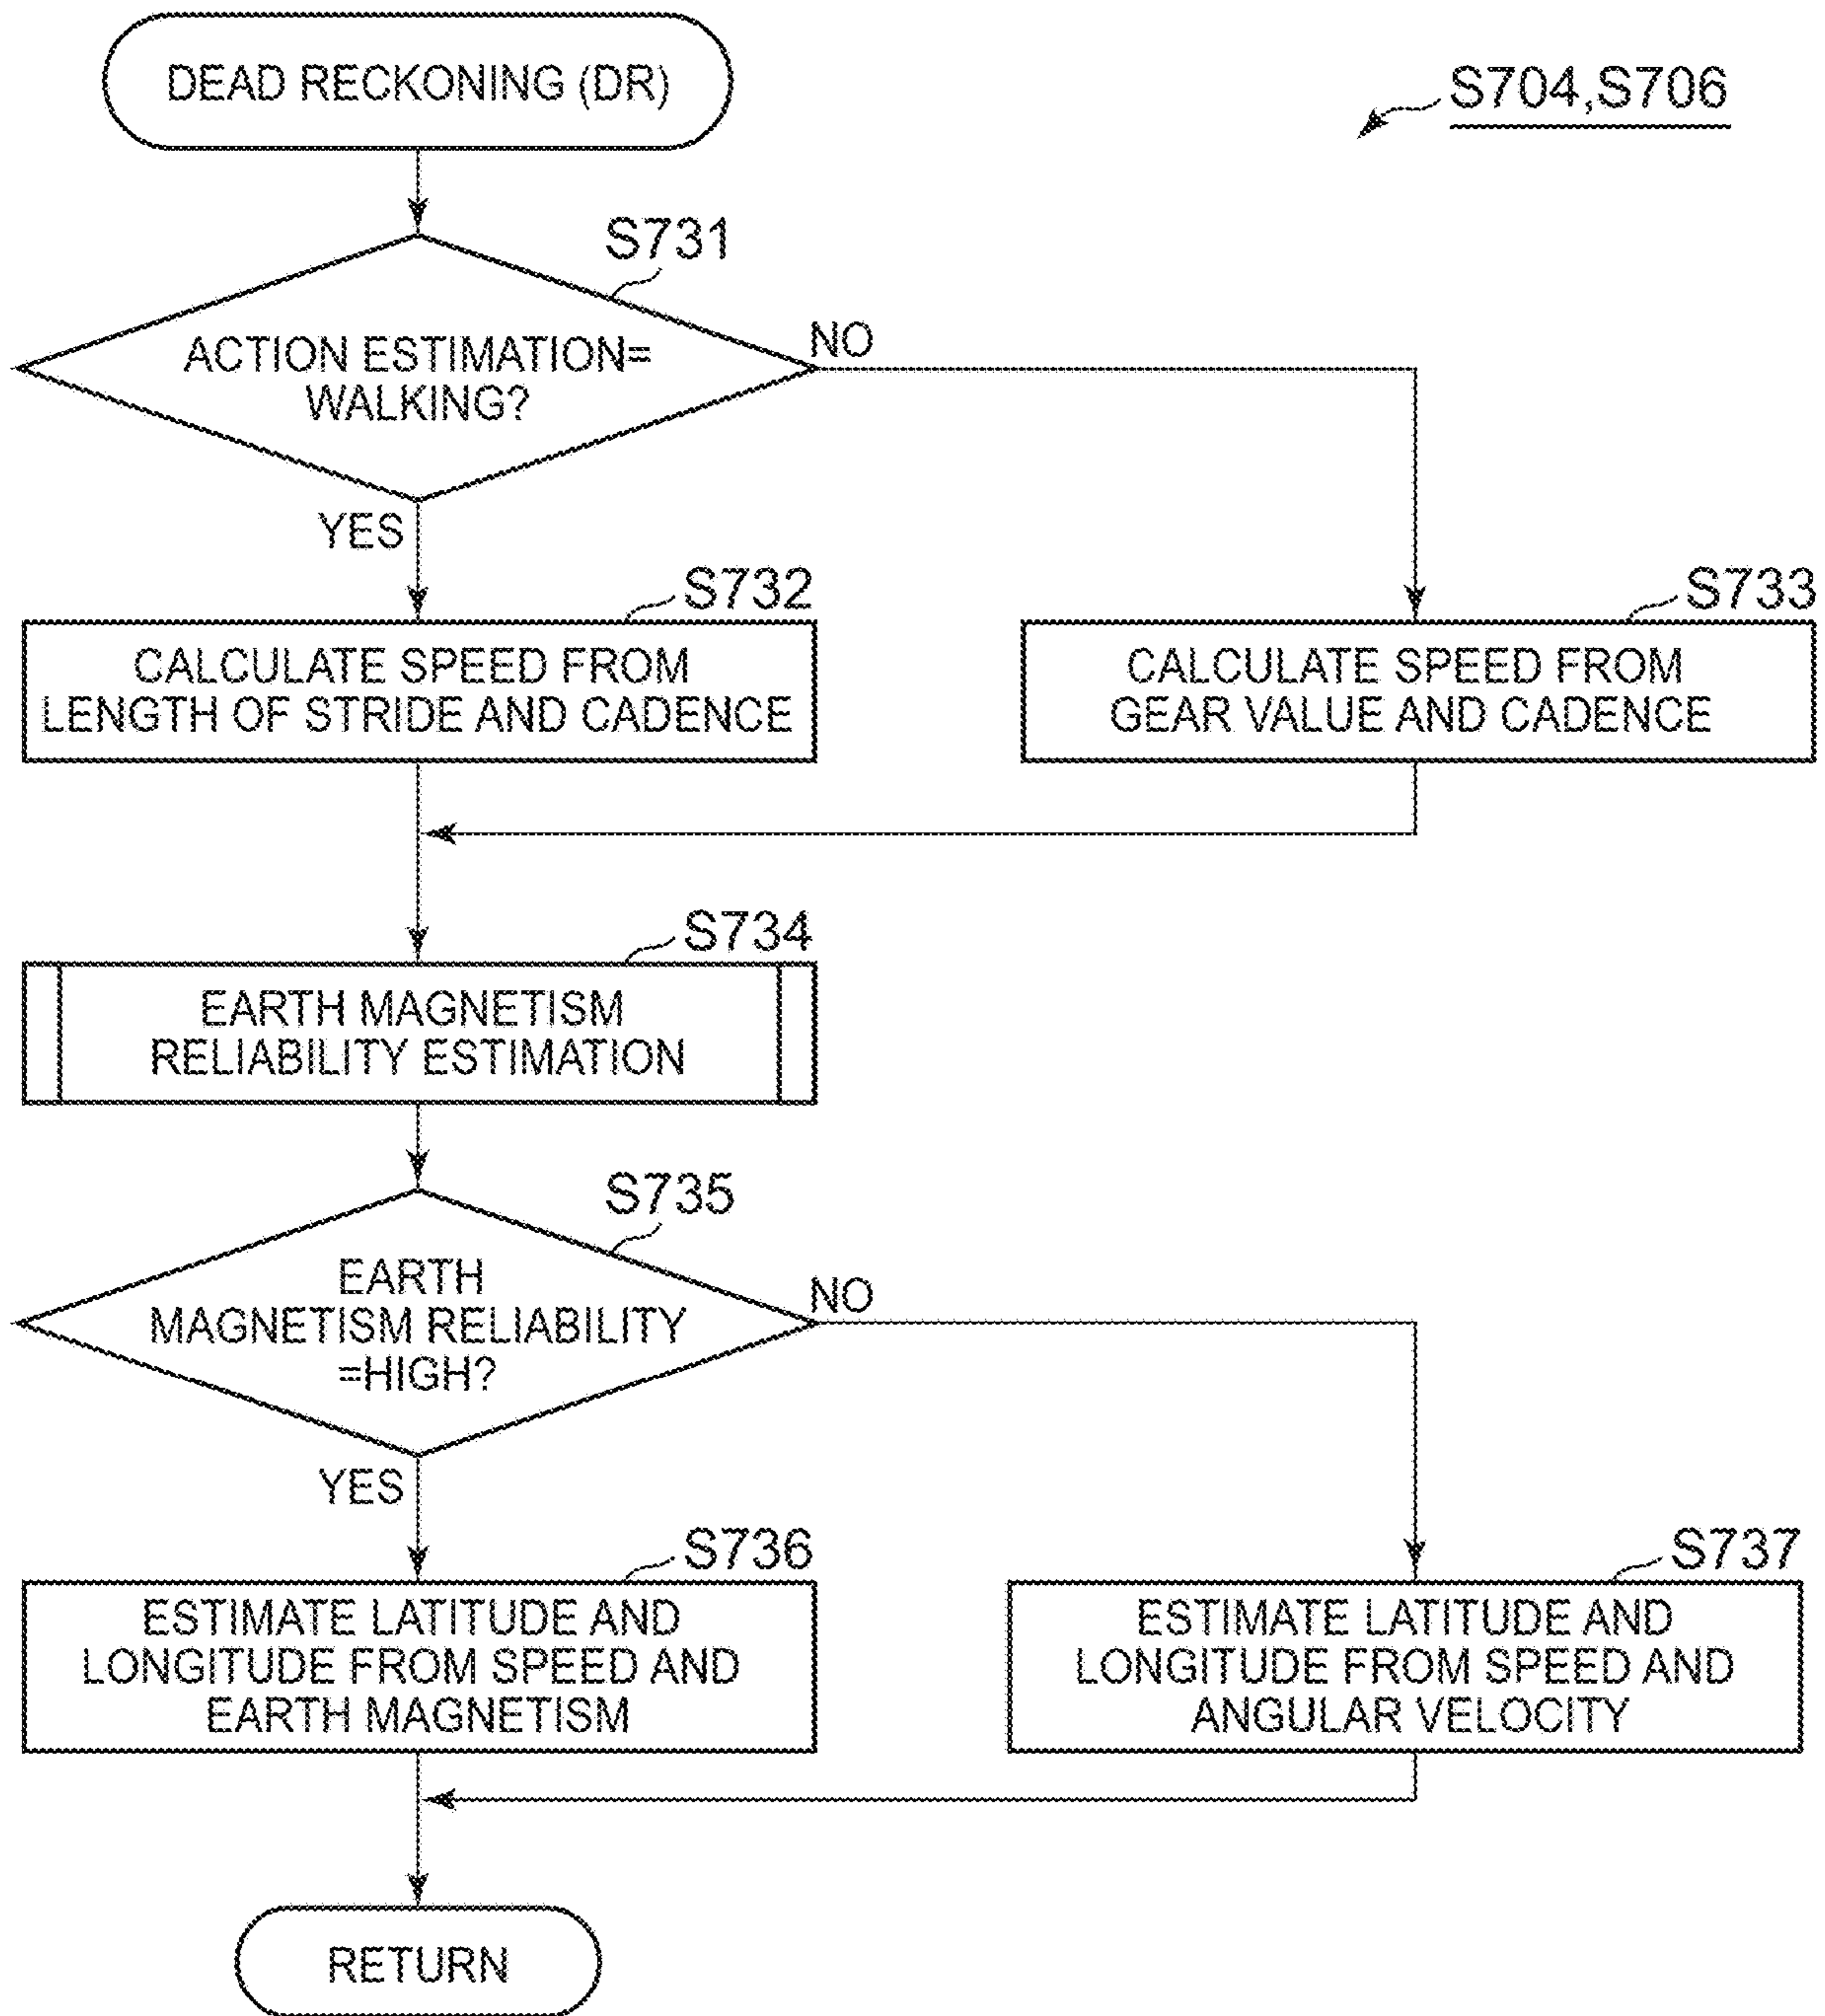 DEAD RECKONING (DR)
S704,S706
S731
ACTION ESTIMATION=
WALKING?
NO
YES
S732
CALCULATE SPEED FROM
LENGTH OF STRIDE AND CADENCE
S733
CALCULATE SPEED FROM
GEAR VALUE AND CADENCE
S734
EARTH MAGNETISM
RELIABILITY ESTIMATION
S735
EARTH
MAGNETISM RELIABILITY
=HIGH?
NO
YES
S736
ESTIMATE LATITUDE AND
LONGITUDE FROM SPEED AND
EARTH MAGNETISM
S737
ESTIMATE LATITUDE AND
LONGITUDE FROM SPEED AND
ANGULAR VELOCITY
RETURN